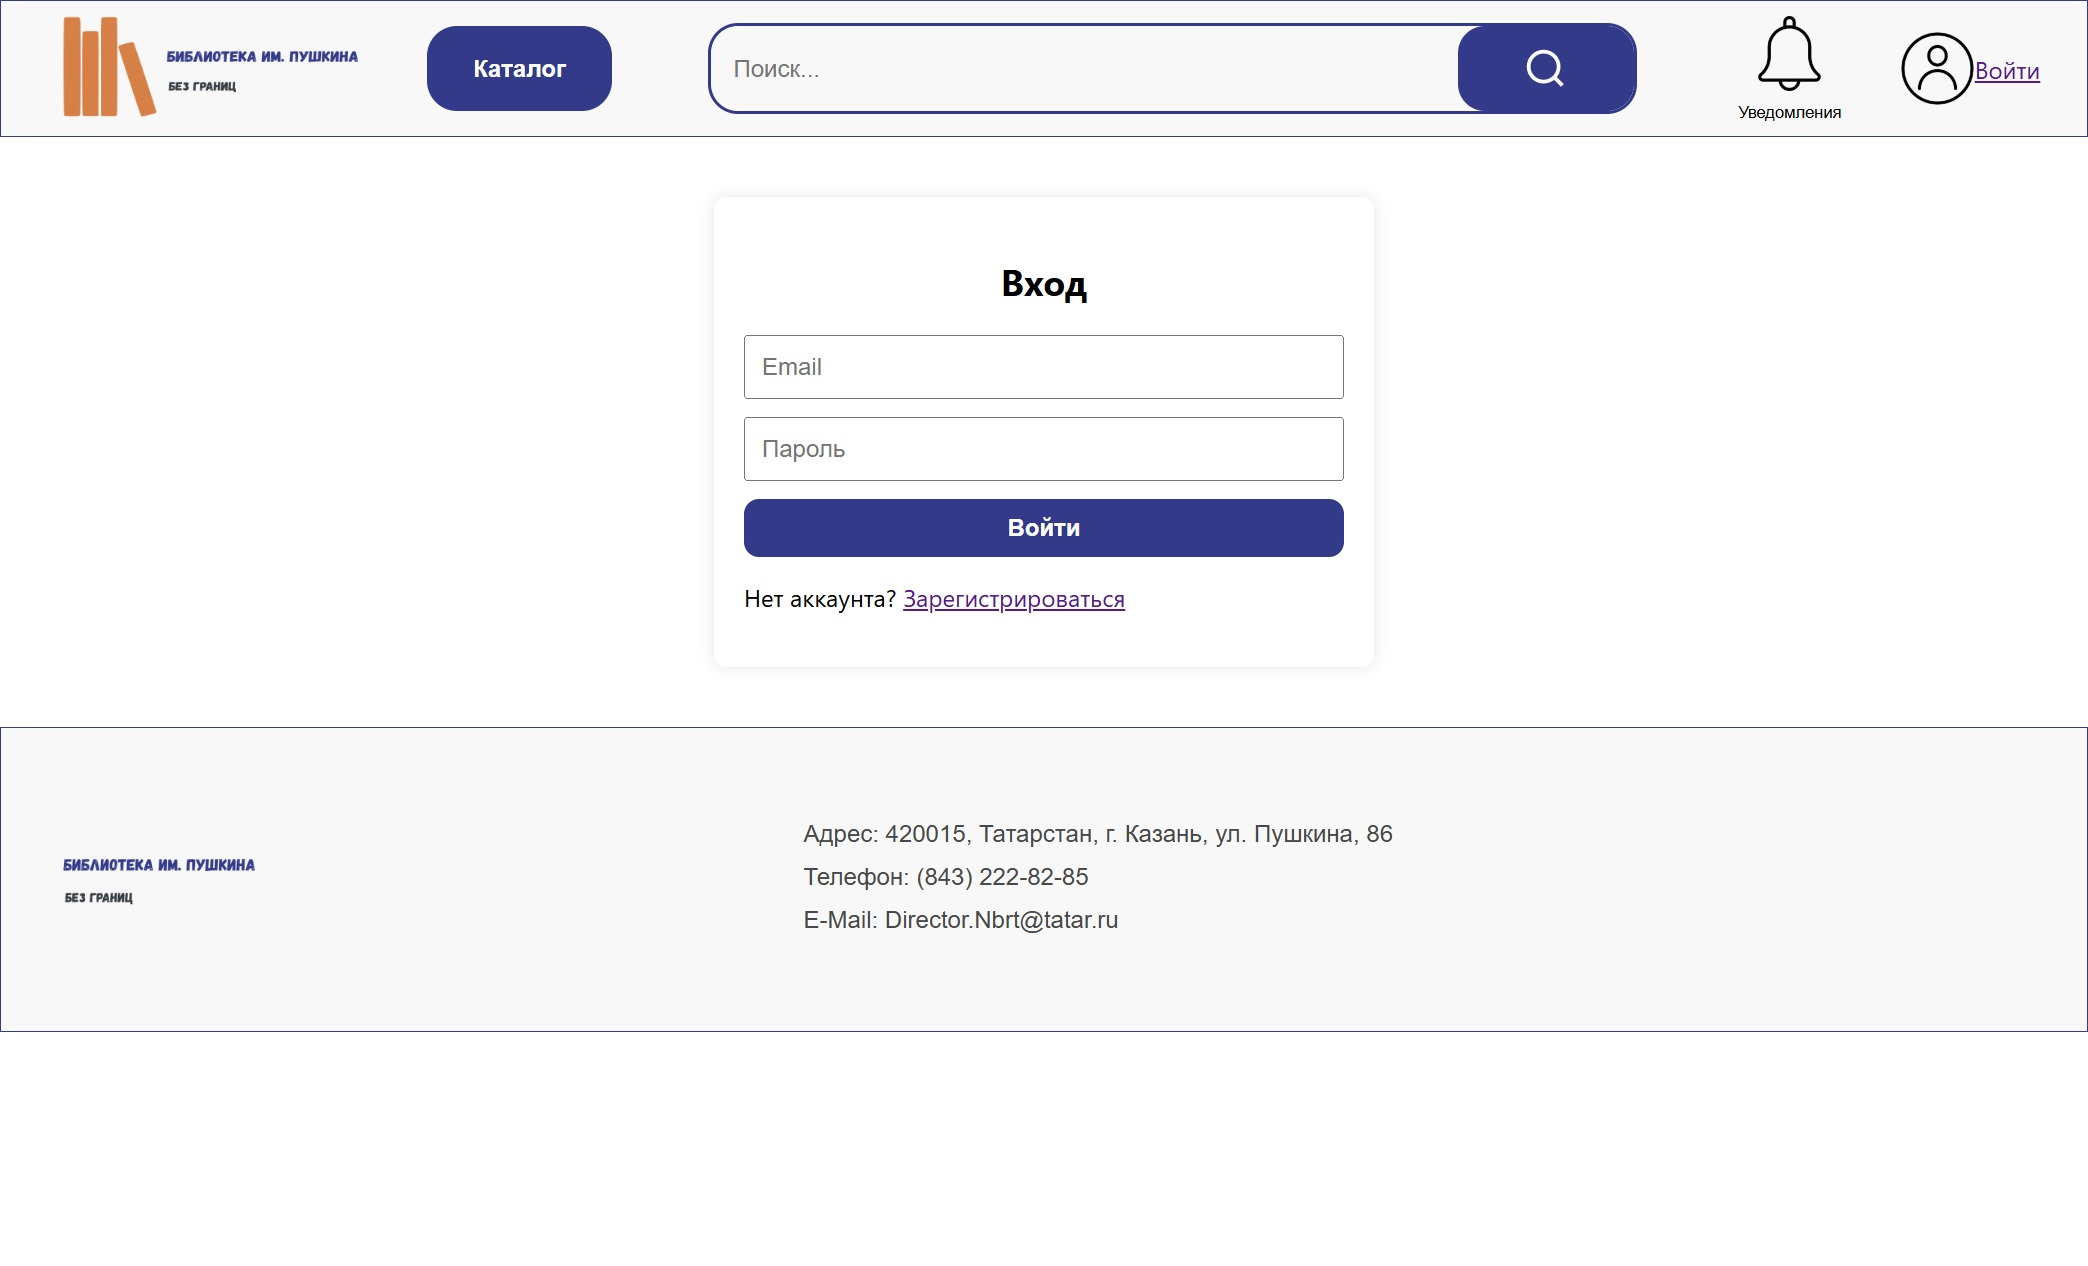 БИБЛИОТЕКА ИМ. ПУШКИНА
БЕЗ ГРАНИЦ
Каталог
Поиск...
Уведомления
Войти
Вход
Email
Пароль
Войти
Нет аккаунта? Зарегистрироваться
БИБЛИОТЕКА ИМ. ПУШКИНА
БЕЗ ГРАНИЦ
Адрес: 420015, Татарстан, г. Казань, ул. Пушкина, 86
Телефон: (843) 222-82-85
E-Mail: Director.Nbrt@tatar.ru